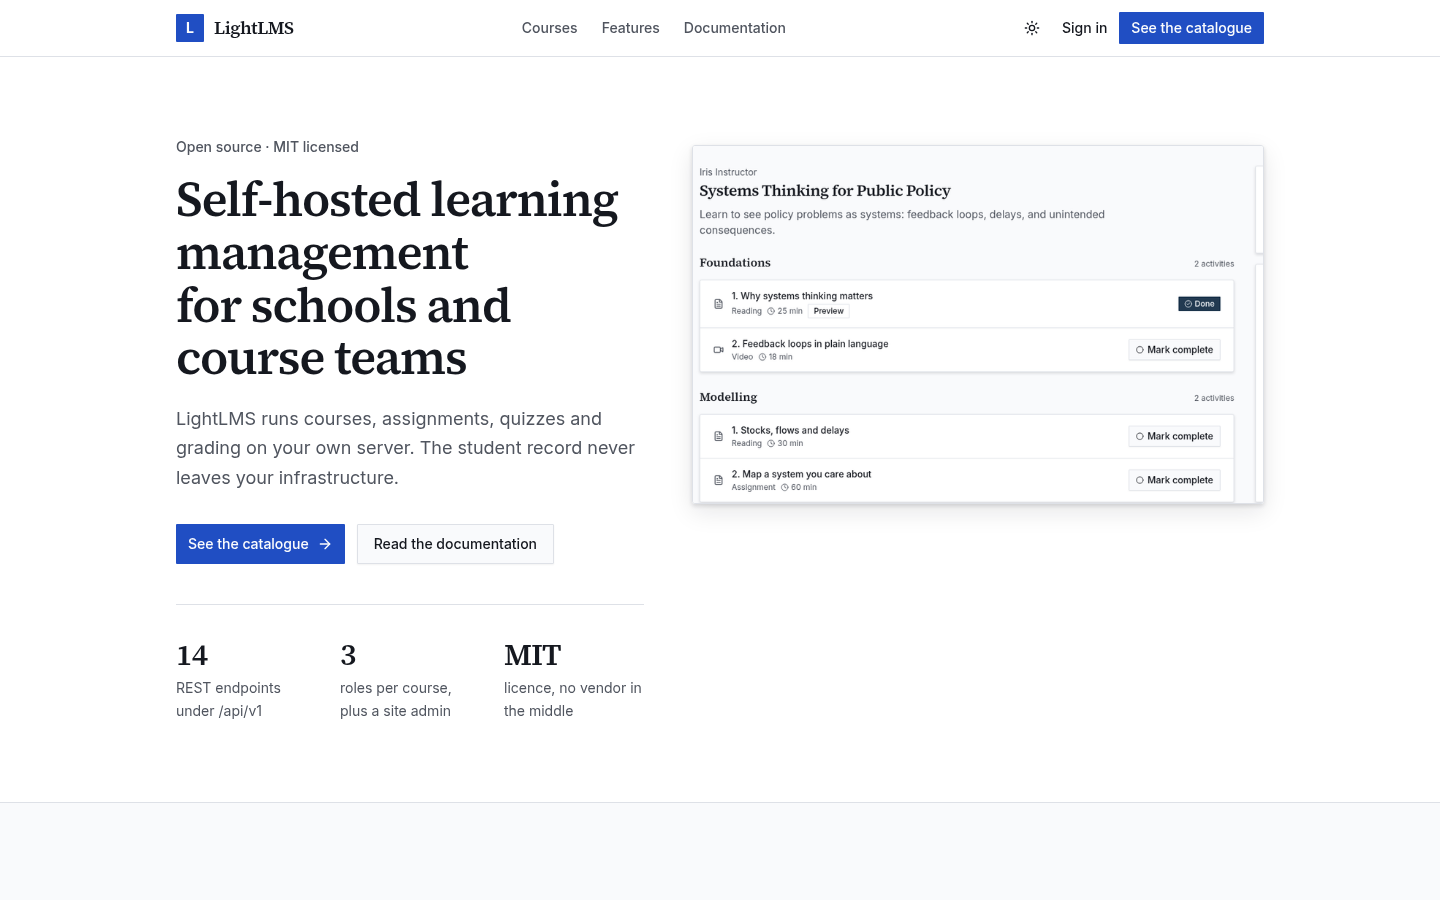 L LightLMS Courses Features Documentation Sign in See the catalogue
Open source · MIT licensed
Self-hosted learning
management
for schools and
course teams
LightLMS runs courses, assignments, quizzes and
grading on your own server. The student record never
leaves your infrastructure.
See the catalogue Read the documentation
14
REST endpoints
under /api/v1
3
roles per course,
plus a site admin
MIT
licence, no vendor in
the middle
Iris Instructor
Systems Thinking for Public Policy
Learn to see policy problems as systems: feedback loops, delays, and unintended
consequences.
Foundations 2 activities
1. Why systems thinking matters
Reading 25 min Preview
Done
2. Feedback loops in plain language
Video 18 min
Mark complete
Modelling 2 activities
1. Stocks, flows and delays
Reading 30 min
Mark complete
2. Map a system you care about
Assignment 60 min
Mark complete